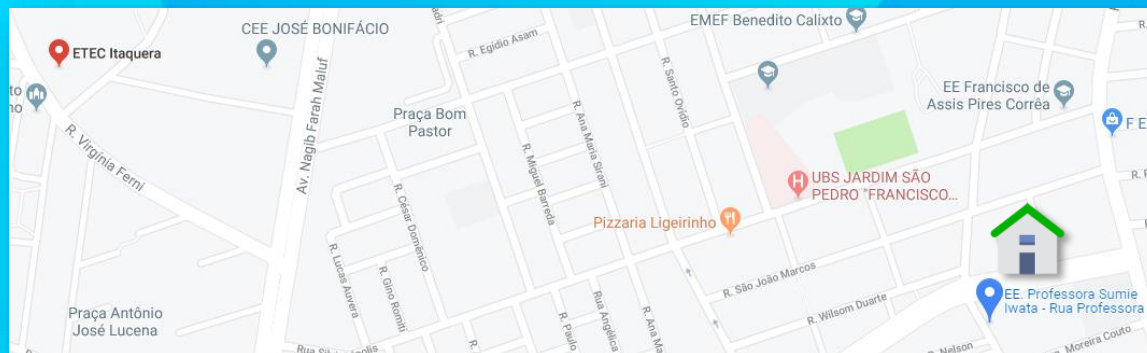 EMEF Benedito Calixto
CEE JOSÉ BONIFÁCIO
ETEC Itaquera
R. Egídio Asam
Av. Nagib Farah Maluf
R. Santo Ovídio
EE Francisco de
Assis Pires Corrêa
Praça Bom
Pastor
R. Ana Maria Sirani
R. Virgínia Ferni
R. Miguel Barreda
UBS JARDIM SÃO
PEDRO "FRANCISCO...
R. César Domênico
Pizzaria Ligeirinho
R. Lucas Auvera
R. Gino Romiti
R. São João Marcos
R. Wilsom Duarte
EE. Professora Sumie
Iwata - Rua Professora
Praça Antônio
José Lucena
R. Paulo
Rua Angélica
R. Ana Ma
R. Nelson
Moreira Couto